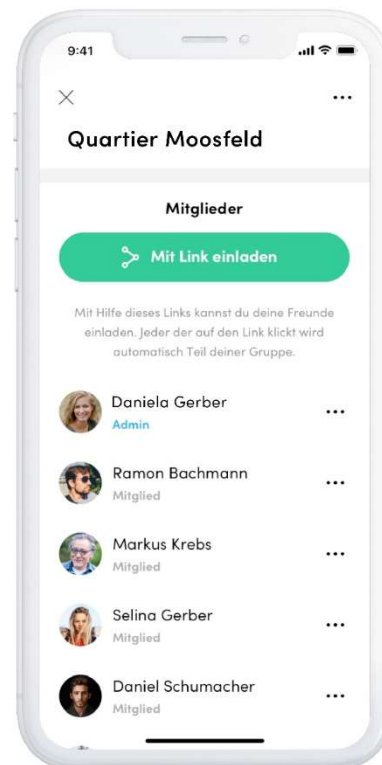 9:41
Quartier Moosfeld
Mitglieder
Mit Link einladen
Mit Hilfe dieses Links kannst du deine Freunde
einladen. Jeder der auf den Link klickt wird
automatisch Teil deiner Gruppe.
Daniela Gerber
Admin
Ramon Bachmann
Mitglied
Markus Krebs
Mitglied
Selina Gerber
Mitglied
Daniel Schumacher
Mitglied